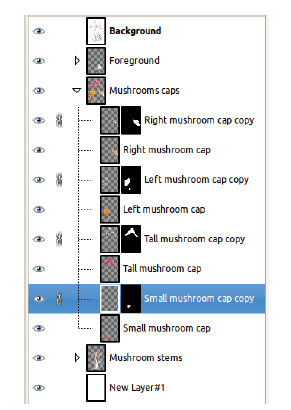 Background
Foreground
Mushrooms caps
Right mushroom cap copy
Right mushroom cap
Left mushroom cap copy
Left mushroom cap
Tall mushroom cap copy
Tall mushroom cap
Small mushroom cap copy
Small mushroom cap
Mushroom stems
New Layer#1